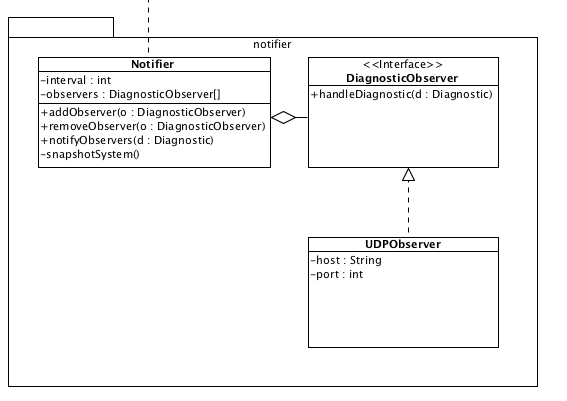 notifier
Notifier
-interval : int
-observers : DiagnosticObserver[]
+addObserver(o : DiagnosticObserver)
+removeObserver(o : DiagnosticObserver)
+notifyObservers(d : Diagnostic)
-snapshotSystem()
<<Interface>>
DiagnosticObserver
+handleDiagnostic(d : Diagnostic)
UDPObserver
-host : String
-port : int